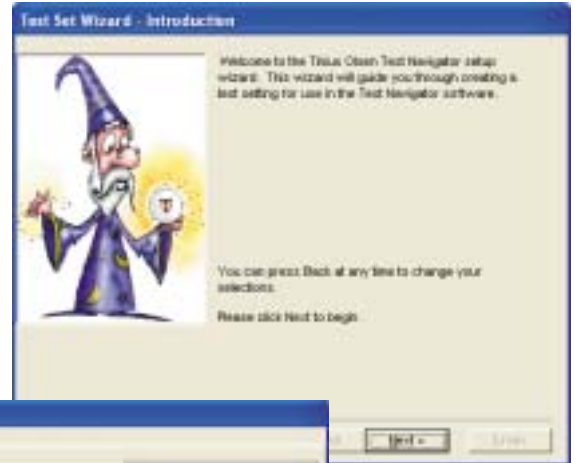 Test Set Wizard - Introduction
Welcome to the Tinius Olsen Test Navigator setup
wizard. This wizard will guide you through creating a
test setting for use in the Test Navigator software.
You can press Back at any time to change your
selections.
Please click Next to begin.
Next >